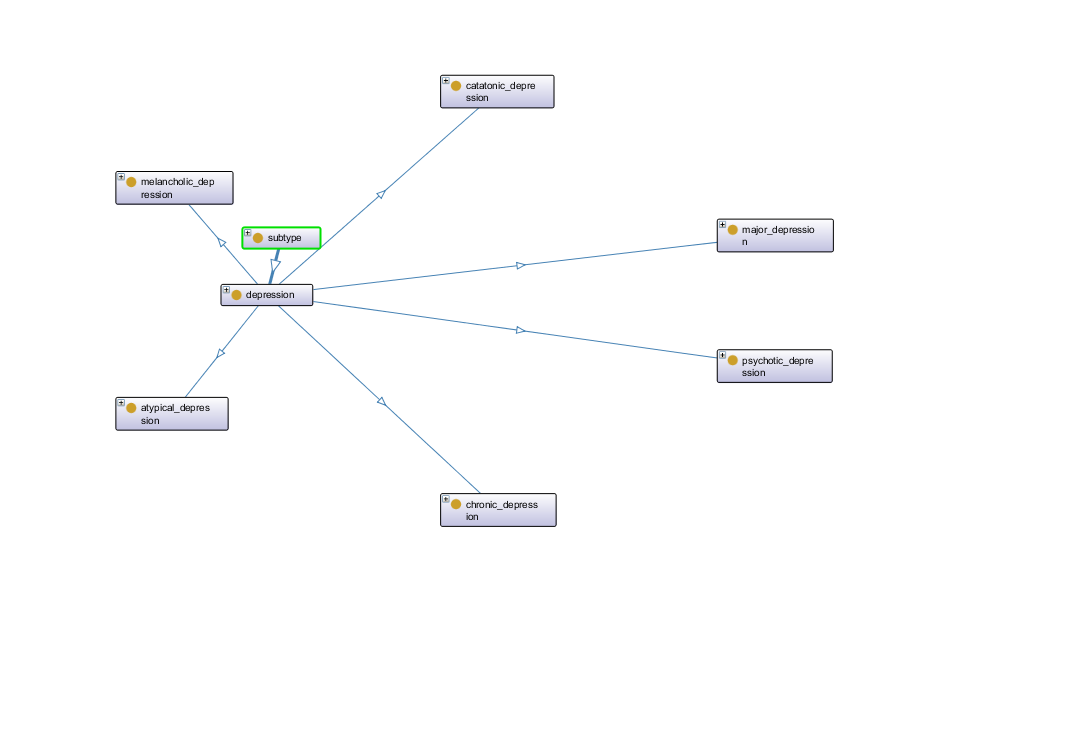 catatonic_depre
ssion
melancholic_dep
ression
subtype
major_depressio
n
depression
psychotic_depre
ssion
atypical_depres
sion
chronic_depress
ion